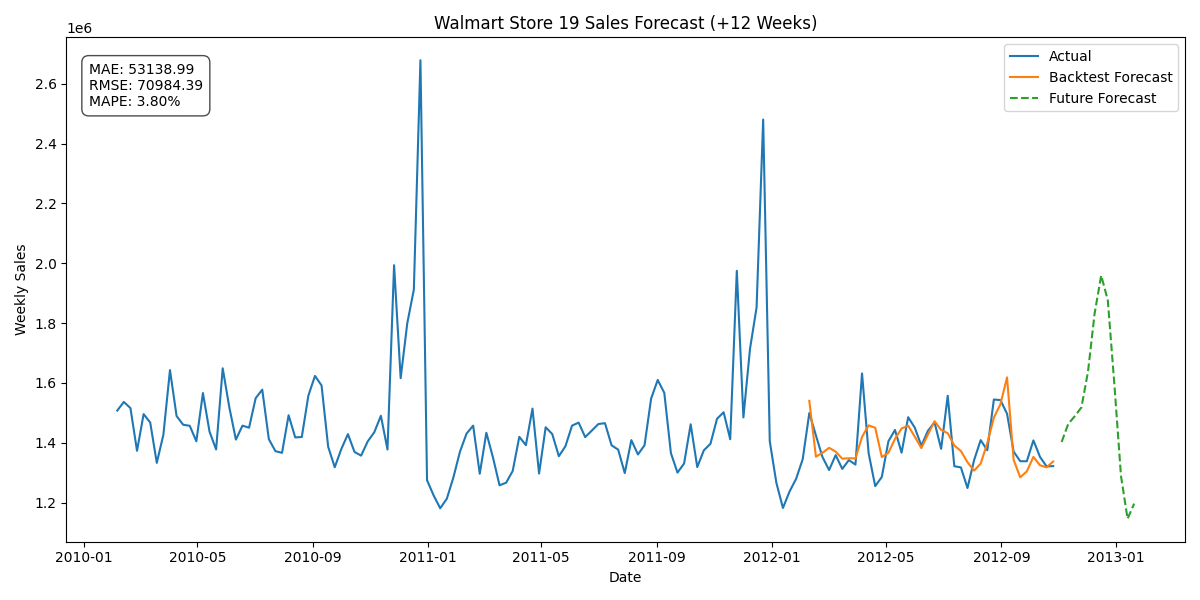 Walmart Store 19 Sales Forecast (+12 Weeks)
1e6
MAE: 53138.99
RMSE: 70984.39
MAPE: 3.80%
Actual
Backtest Forecast
Future Forecast
2.6
2.4
2.2
2.0
1.8
1.6
1.4
1.2
Weekly Sales
2010-01
2010-05
2010-09
2011-01
2011-05
2011-09
2012-01
2012-05
2012-09
2013-01
Date